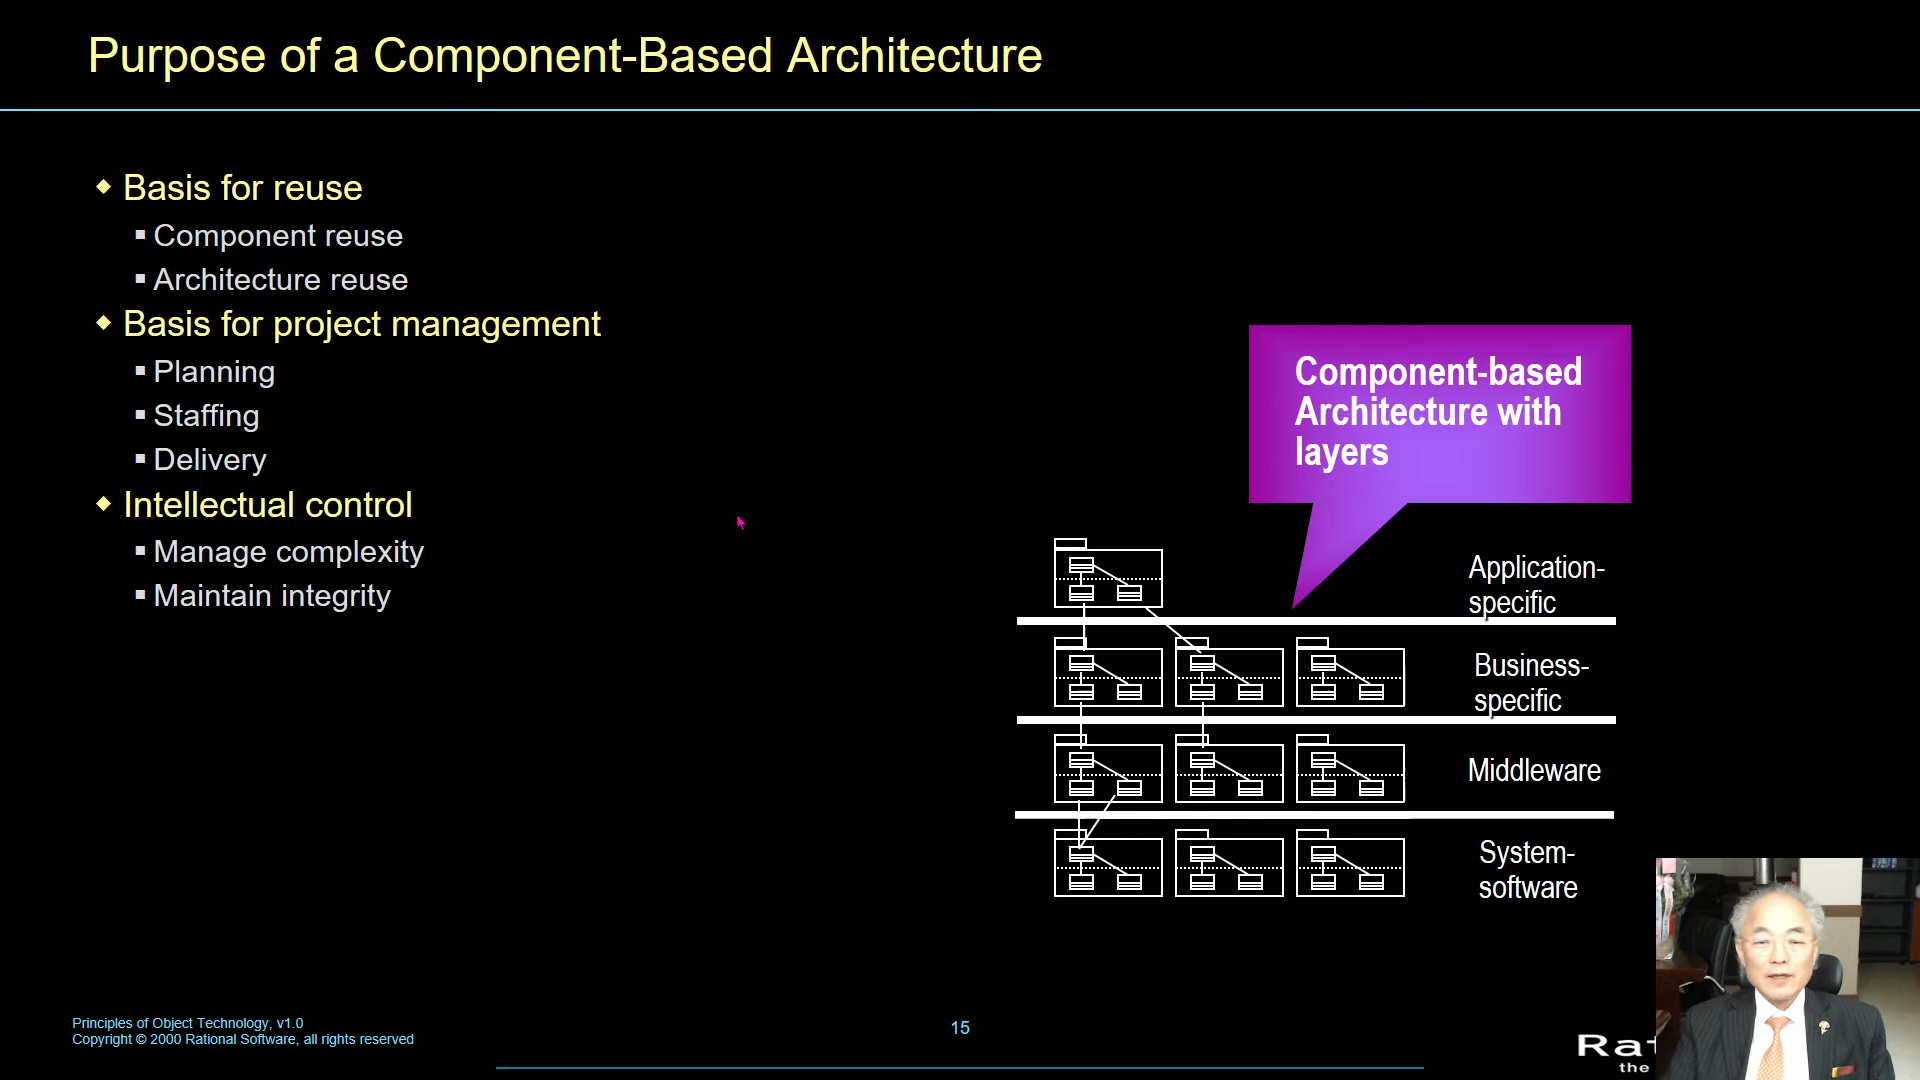 Purpose of a Component-Based Architecture
Basis for reuse
Component reuse
Architecture reuse
Basis for project management
Planning
Staffing
Delivery
Intellectual control
Manage complexity
Maintain integrity
Component-based
Architecture with
layers
Application-
specific
Business-
specific
Middleware
System-
software
Principles of Object Technology, v1.0
Copyright © 2000 Rational Software, all rights reserved
15
the